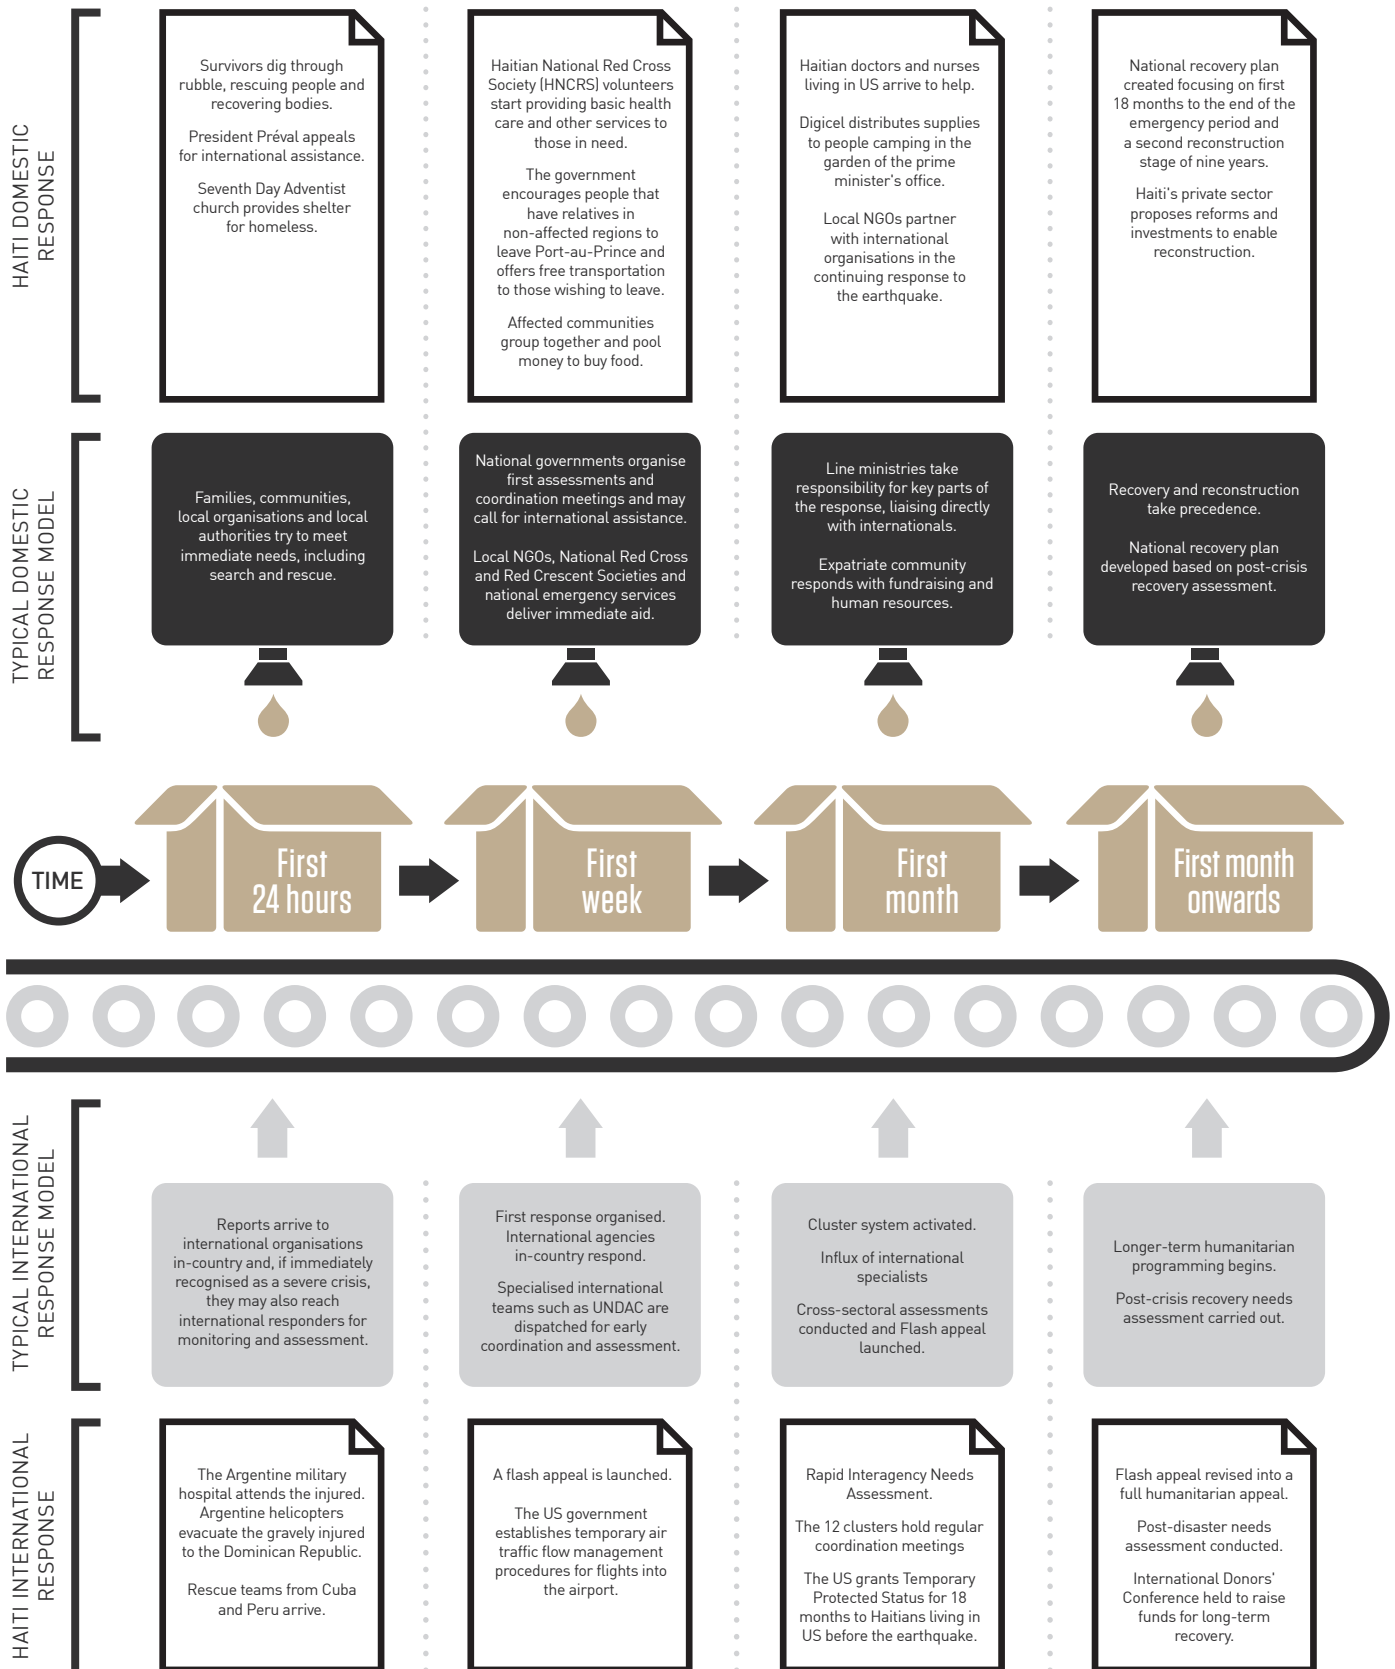 HAITI DOMESTIC
RESPONSE
Survivors dig through
rubble, rescuing people and
recovering bodies.
President Préval appeals
for international assistance.
Seventh Day Adventist
church provides shelter
for homeless.
Haitian National Red Cross
Society (HNCRS) volunteers
start providing basic health
care and other services to
those in need.
The government
encourages people that
have relatives in
non-affected regions to
leave Port-au-Prince and
offers free transportation
to those wishing to leave.
Affected communities
group together and pool
money to buy food.
Haitian doctors and nurses
living in US arrive to help.
Digicel distributes supplies
to people camping in the
garden of the prime
minister's office.
Local NGOs partner
with international
organisations in the
continuing response to
the earthquake.
National recovery plan
created focusing on first
18 months to the end of the
emergency period and
a second reconstruction
stage of nine years.
Haiti's private sector
proposes reforms and
investments to enable
reconstruction.
TYPICAL DOMESTIC
RESPONSE MODEL
Families, communities,
local organisations and local
authorities try to meet
immediate needs, including
search and rescue.
National governments organise
first assessments and
coordination meetings and may
call for international assistance.
Local NGOs, National Red Cross
and Red Crescent Societies and
national emergency services
deliver immediate aid.
Line ministries take
responsibility for key parts of
the response, liaising directly
with internationals.
Expatriate community
responds with fundraising and
human resources.
Recovery and reconstruction
take precedence.
National recovery plan
developed based on post-crisis
recovery assessment.
TIME
First
24 hours
First
week
First
month
First month
onwards
TYPICAL INTERNATIONAL
RESPONSE MODEL
Reports arrive to
international organisations
in-country and, if immediately
recognised as a severe crisis,
they may also reach
international responders for
monitoring and assessment.
First response organised.
International agencies
in-country respond.
Specialised international
teams such as UNDAC are
dispatched for early
coordination and assessment.
Cluster system activated.
Influx of international
specialists
Cross-sectoral assessments
conducted and Flash appeal
launched.
Longer-term humanitarian
programming begins.
Post-crisis recovery needs
assessment carried out.
HAITI INTERNATIONAL
RESPONSE
The Argentine military
hospital attends the injured.
Argentine helicopters
evacuate the gravely injured
to the Dominican Republic.
Rescue teams from Cuba
and Peru arrive.
A flash appeal is launched.
The US government
establishes temporary air
traffic flow management
procedures for flights into
the airport.
Rapid Interagency Needs
Assessment.
The 12 clusters hold regular
coordination meetings
The US grants Temporary
Protected Status for 18
months to Haitians living in
US before the earthquake.
Flash appeal revised into a
full humanitarian appeal.
Post-disaster needs
assessment conducted.
International Donors'
Conference held to raise
funds for long-term
recovery.